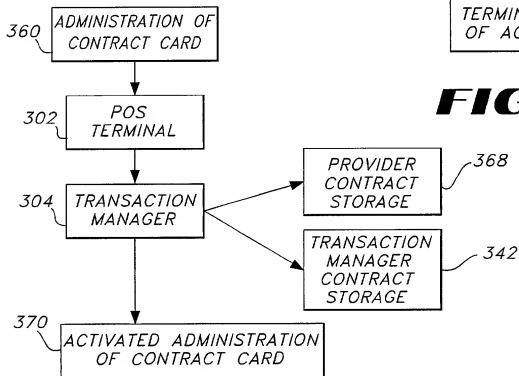 360
ADMINISTRATION OF
CONTRACT CARD
TERMIN
OF AC
302
POS
TERMINAL
FIG
304
TRANSACTION
MANAGER
PROVIDER
CONTRACT
STORAGE
368
TRANSACTION
MANAGER
CONTRACT
STORAGE
342
370
ACTIVATED ADMINISTRATION
OF CONTRACT CARD